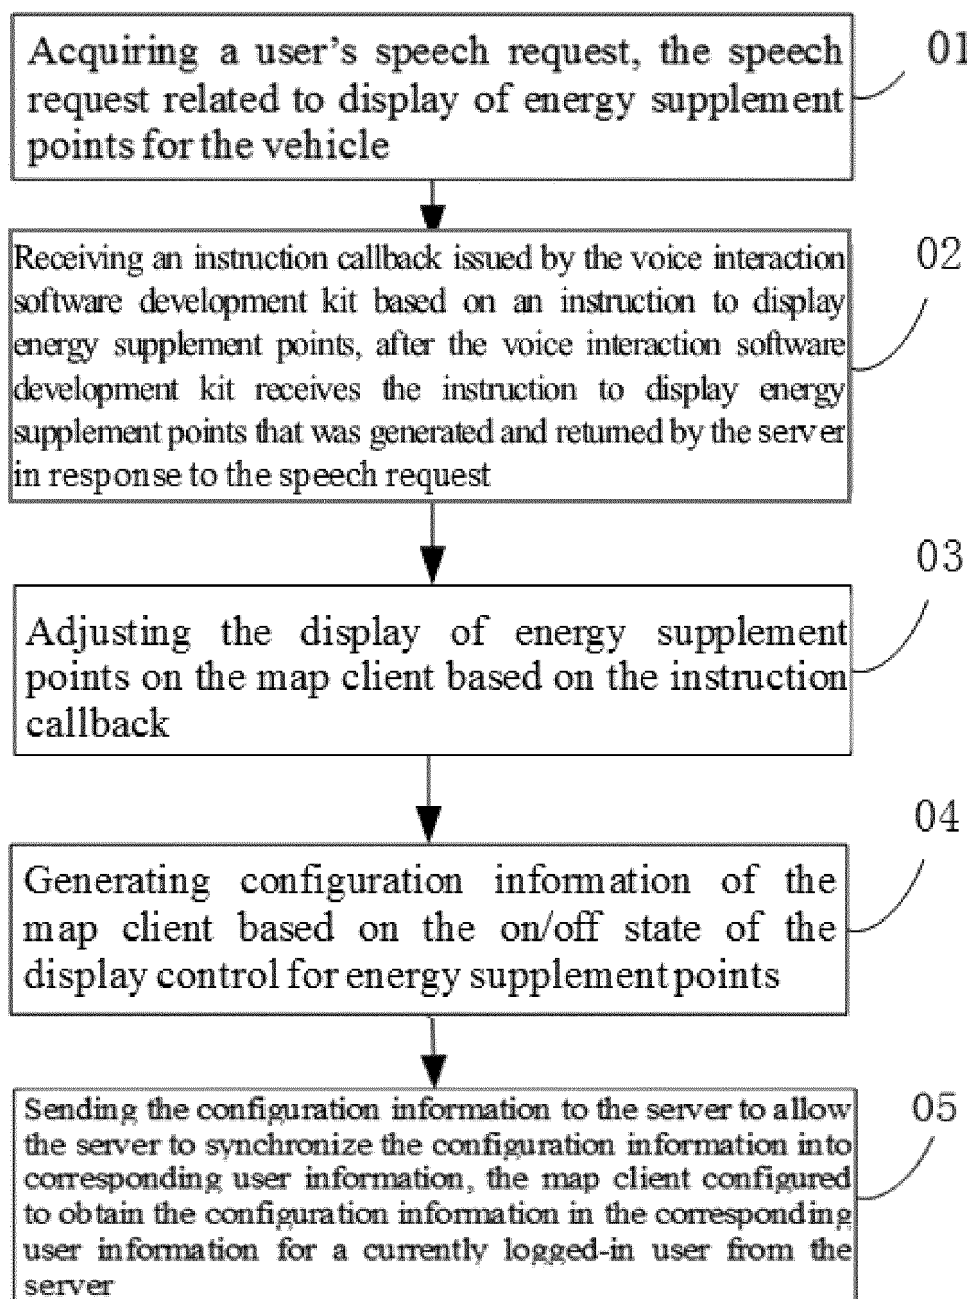 Acquiring a user's speech request, the speech
request related to display of energy supplement
points for the vehicle
01
Receiving an instruction callback issued by the voice interaction
software development kit based on an instruction to display
energy supplement points, after the voice interaction software
development kit receives the instruction to display energy
supplement points that was generated and returned by the server
in response to the speech request
02
Adjusting the display of energy supplement
points on the map client based on the instruction
callback
03
Generating configuration information of the
map client based on the on/off state of the
display control for energy supplement points
04
Sending the configuration information to the server to allow
the server to synchronize the configuration information into
corresponding user information, the map client configured
to obtain the configuration information in the corresponding
user information for a currently logged-in user from the
server
05